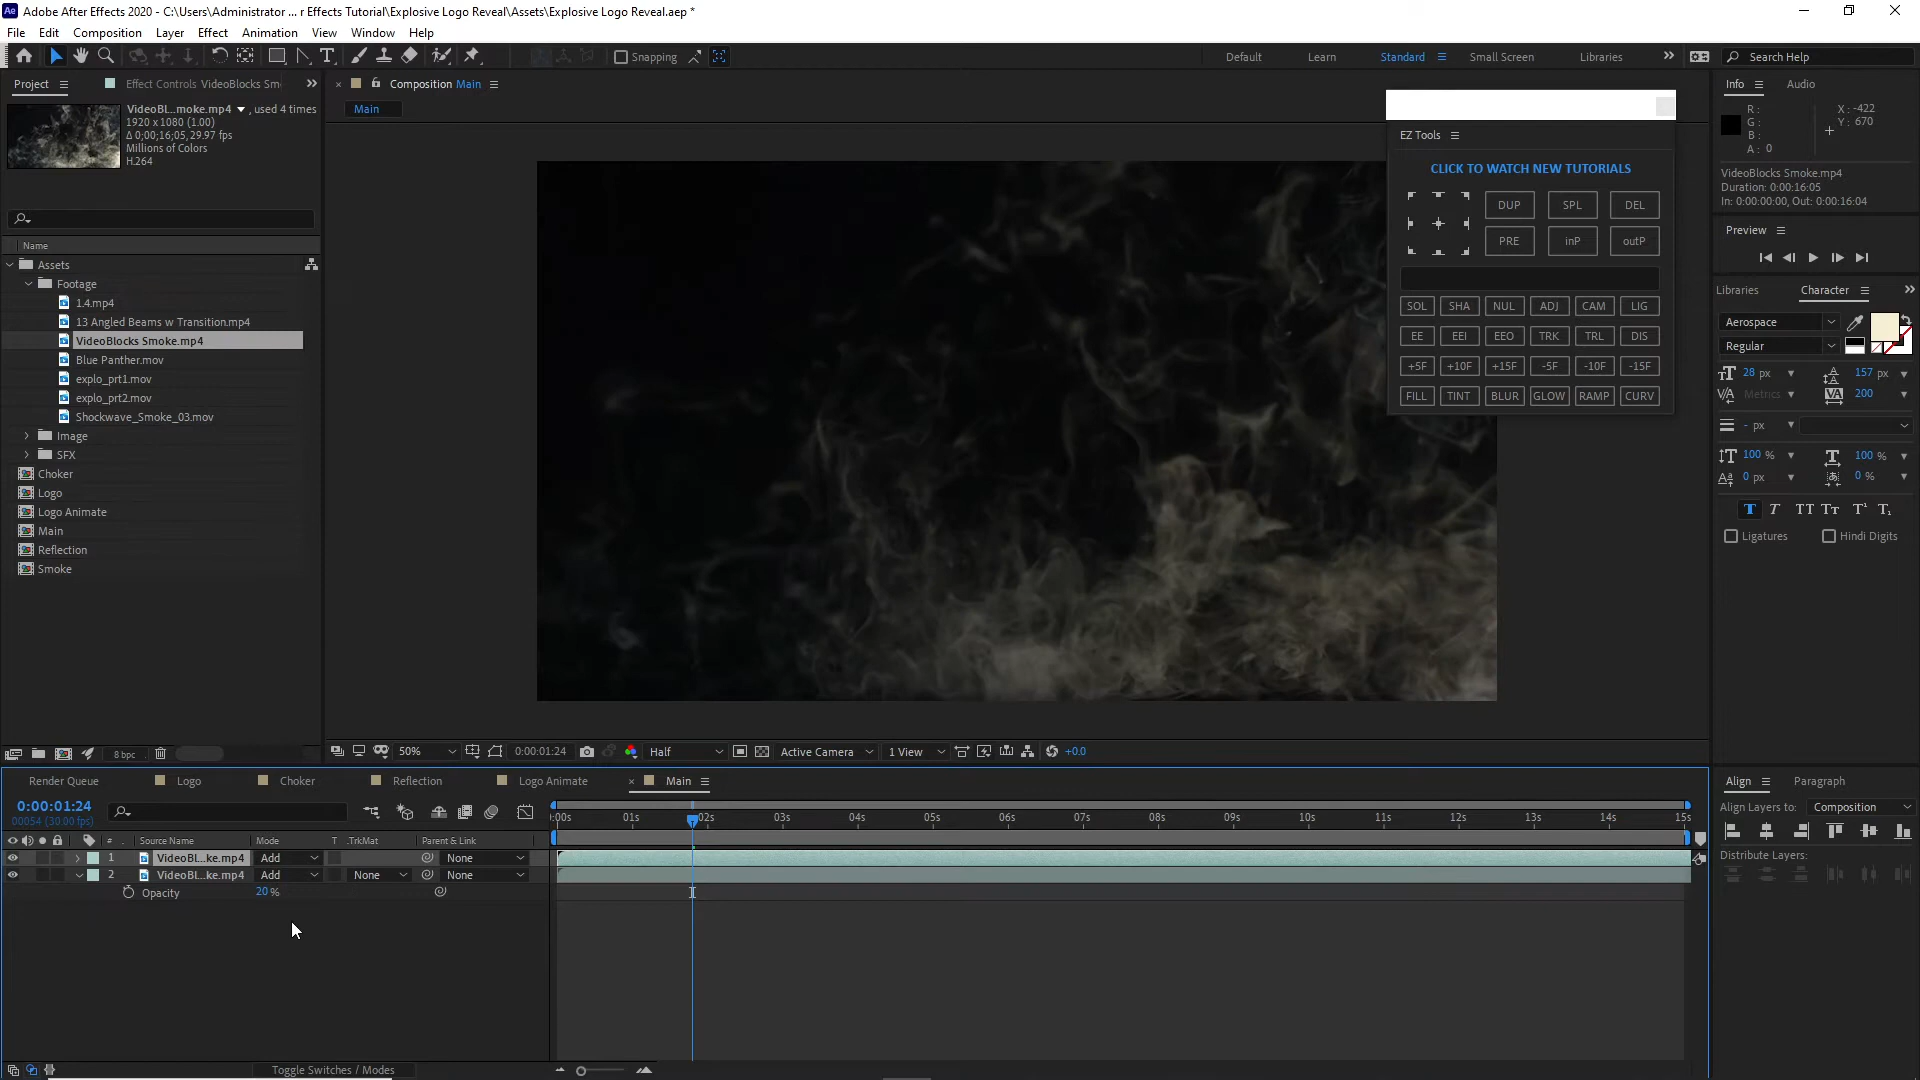 Adobe After Effects 2020 - C:\Users\Administrator ... r Effects Tutorial\Explosive Logo Reveal\Assets\Explosive Logo Reveal.aep *
File Edit Composition Layer Effect Animation View Window Help
Snapping
Default Learn Standard Small Screen Libraries
Search Help
Project Effect Controls VideoBlocks Sm
Composition Main
Main
VideoBl...moke.mp4 , used 4 times
1920 x 1080 (1.00)
Δ 0;00;16;05, 29.97 fps
Millions of Colors
H.264
Name
Assets
Footage
1.4.mp4
13 Angled Beams w Transition.mp4
VideoBlocks Smoke.mp4
Blue Panther.mov
explo_prt1.mov
explo_prt2.mov
Shockwave_Smoke_03.mov
Image
SFX
Choker
Logo
Logo Animate
Main
Reflection
Smoke
8 bpc
EZ Tools
CLICK TO WATCH NEW TUTORIALS
DUP SPL DEL
PRE inP outP
SOL SHA NUL ADJ CAM LIG
EE EEI EEO TRK TRL DIS
+5F +10F +15F -5F -10F -15F
FILL TINT BLUR GLOW RAMP CURV
50% 0:00:01:24 Half Active Camera 1 View +0.0
Info Audio
R : X : -422
G : Y : 670
B :
A : 0
VideoBlocks Smoke.mp4
Duration: 0:00:16:05
In: 0:00:00:00, Out: 0:00:16:04
Preview
Libraries Character
Aerospace
Regular
28 px 157 px
Metrics 200
- px
100 % 100 %
0 px 0 %
T T TT Tт T¹ T₁
Ligatures Hindi Digits
Render Queue Logo Choker Reflection Logo Animate Main
0:00:01:24
00054 (30.00 fps)
:00s 01s 02s 03s 04s 05s 06s 07s 08s 09s 10s 11s 12s 13s 14s 15s
# Source Name Mode T .TrkMat Parent & Link
1 VideoBL...ke.mp4 Add None
2 VideoBL...ke.mp4 Add None None
Opacity 20 %
Toggle Switches / Modes
Align Paragraph
Align Layers to: Composition
Distribute Layers: